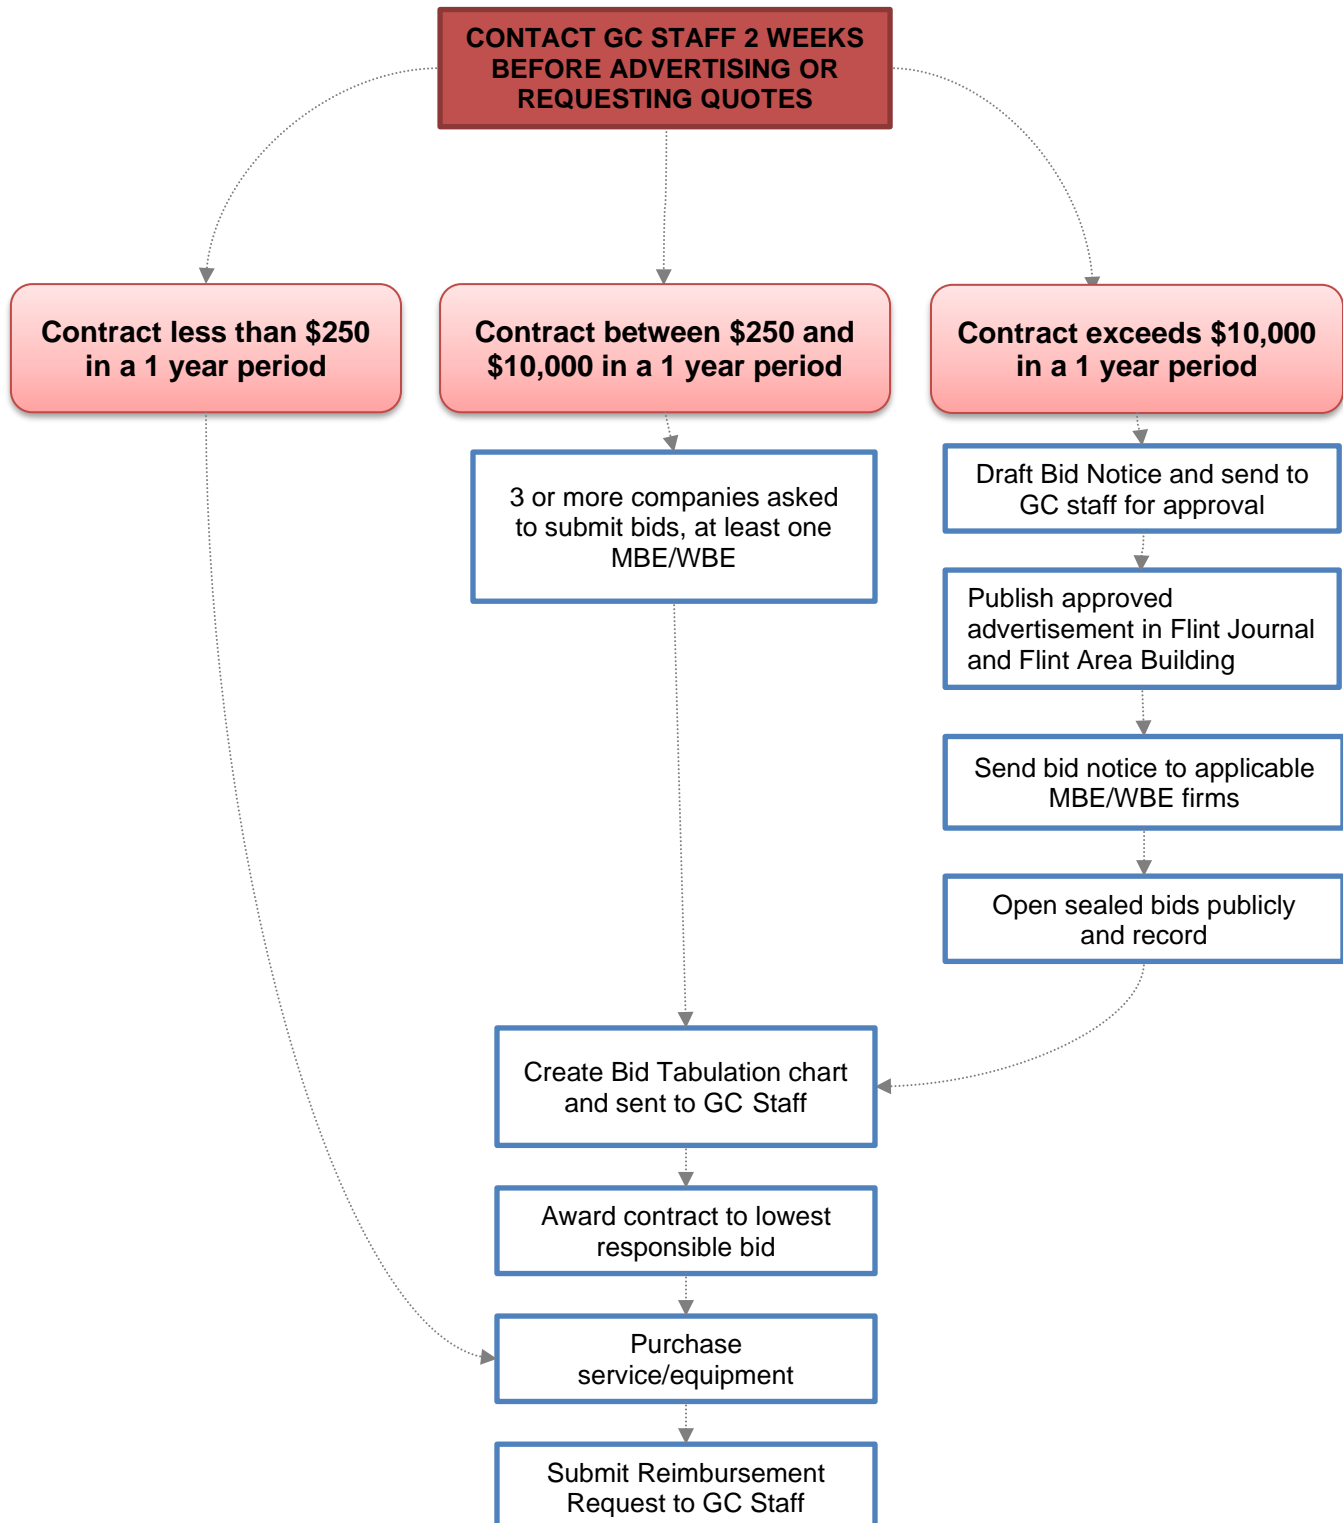 CONTACT GC STAFF 2 WEEKS
BEFORE ADVERTISING OR
REQUESTING QUOTES
Contract less than $250
in a 1 year period
Contract between $250 and
$10,000 in a 1 year period
Contract exceeds $10,000
in a 1 year period
3 or more companies asked
to submit bids, at least one
MBE/WBE
Draft Bid Notice and send to
GC staff for approval
Publish approved
advertisement in Flint Journal
and Flint Area Building
Send bid notice to applicable
MBE/WBE firms
Open sealed bids publicly
and record
Create Bid Tabulation chart
and sent to GC Staff
Award contract to lowest
responsible bid
Purchase
service/equipment
Submit Reimbursement
Request to GC Staff